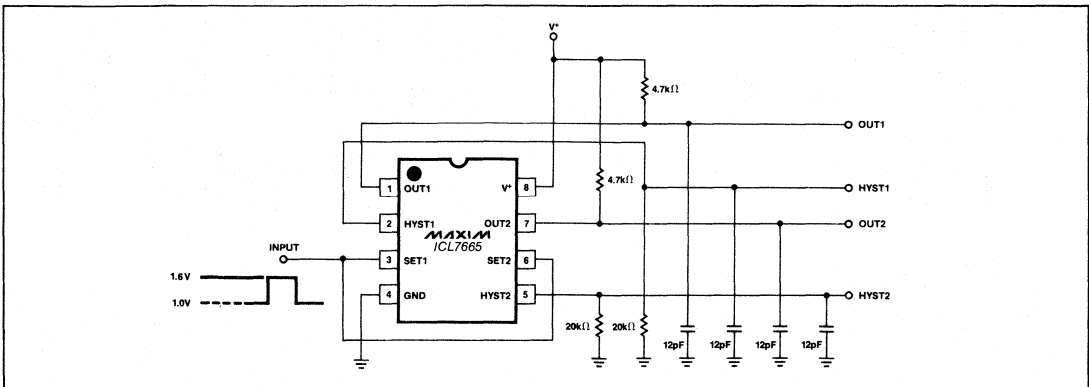 V+
4.7kΩ
OUT1
4.7kΩ
HYST1
1 OUT1 V+ 8
2 HYST1 OUT2 7
OUT2
MAXIM
ICL7665
INPUT
3 SET1 SET2 6
1.6V
1.0V
4 GND HYST2 5
HYST2
20kΩ 20kΩ
12pF 12pF 12pF 12pF